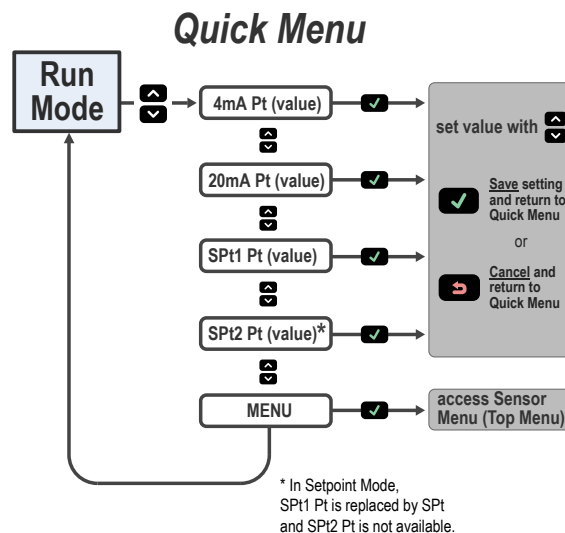 Quick Menu
Run
Mode
4mA Pt (value)
20mA Pt (value)
SPt1 Pt (value)
SPt2 Pt (value)*
MENU
set value with
Save setting
and return to
Quick Menu
or
Cancel and
return to
Quick Menu
access Sensor
Menu (Top Menu)
* In Setpoint Mode,
SPt1 Pt is replaced by SPt
and SPt2 Pt is not available.